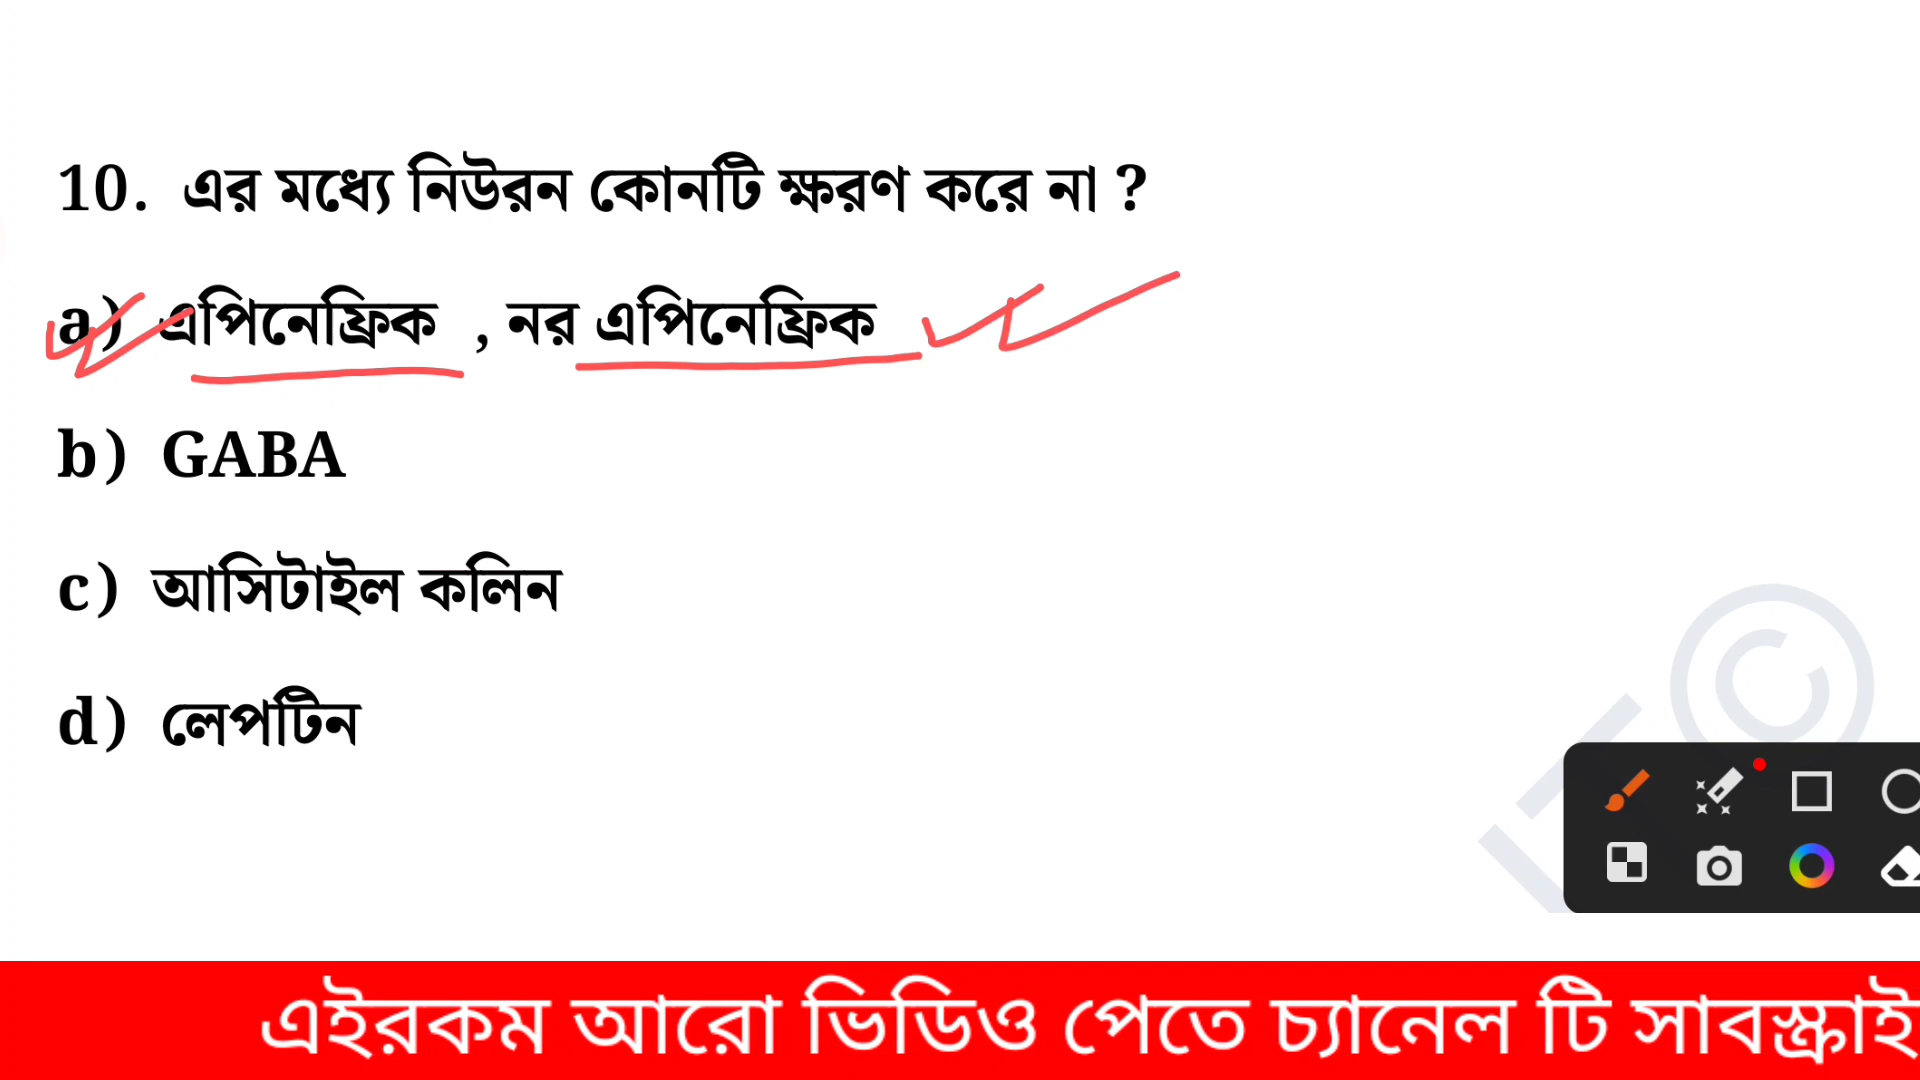 10. এর মধ্যে নিউরন কোনটি ক্ষরণ করে না ?
a) এপিনেফ্রিক , নর এপিনেফ্রিক
b) GABA
c) আসিটাইল কলিন
d) লেপটিন
©
এইরকম আরো ভিডিও পেতে চ্যানেল টি সাবস্ক্রাই